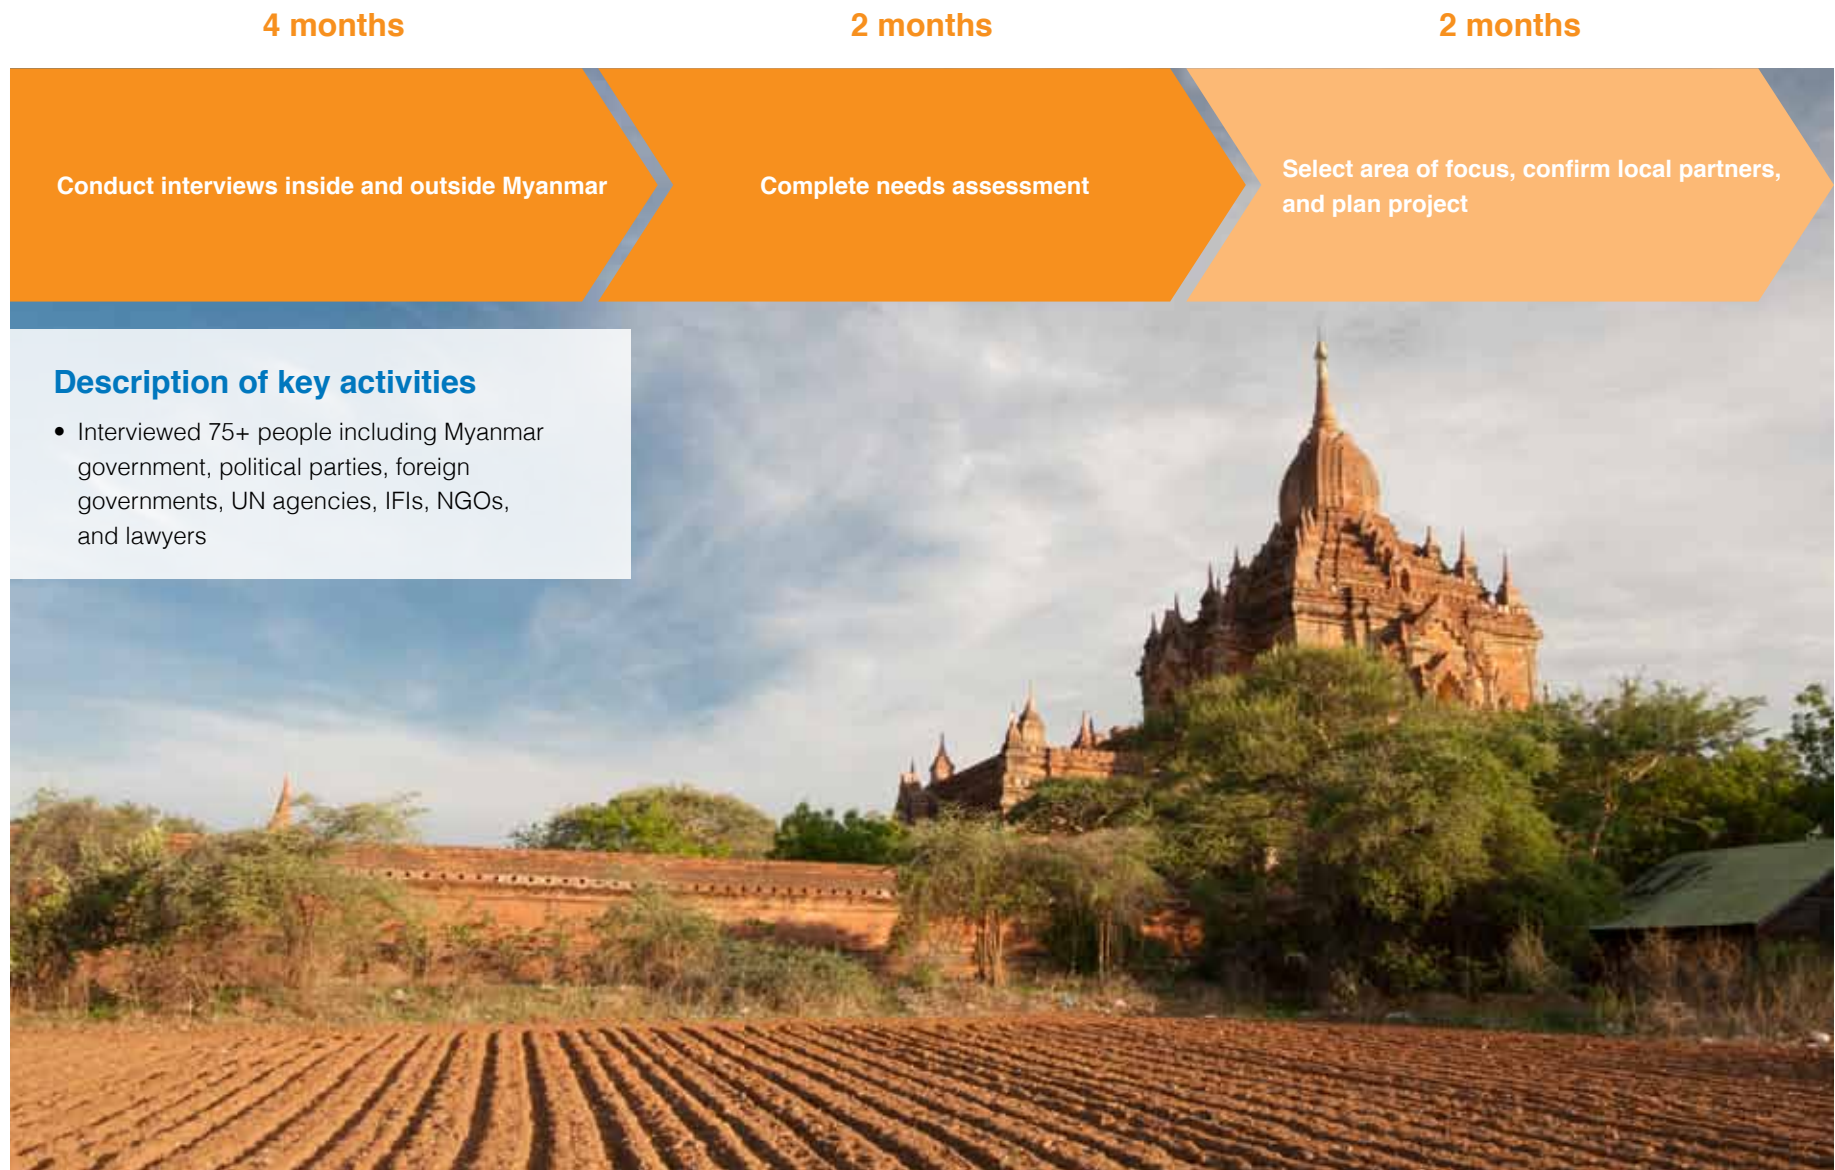 4 months
2 months
2 months
Conduct interviews inside and outside Myanmar
Complete needs assessment
Select area of focus, confirm local partners,
and plan project
Description of key activities
• Interviewed 75+ people including Myanmar
government, political parties, foreign
governments, UN agencies, IFIs, NGOs,
and lawyers